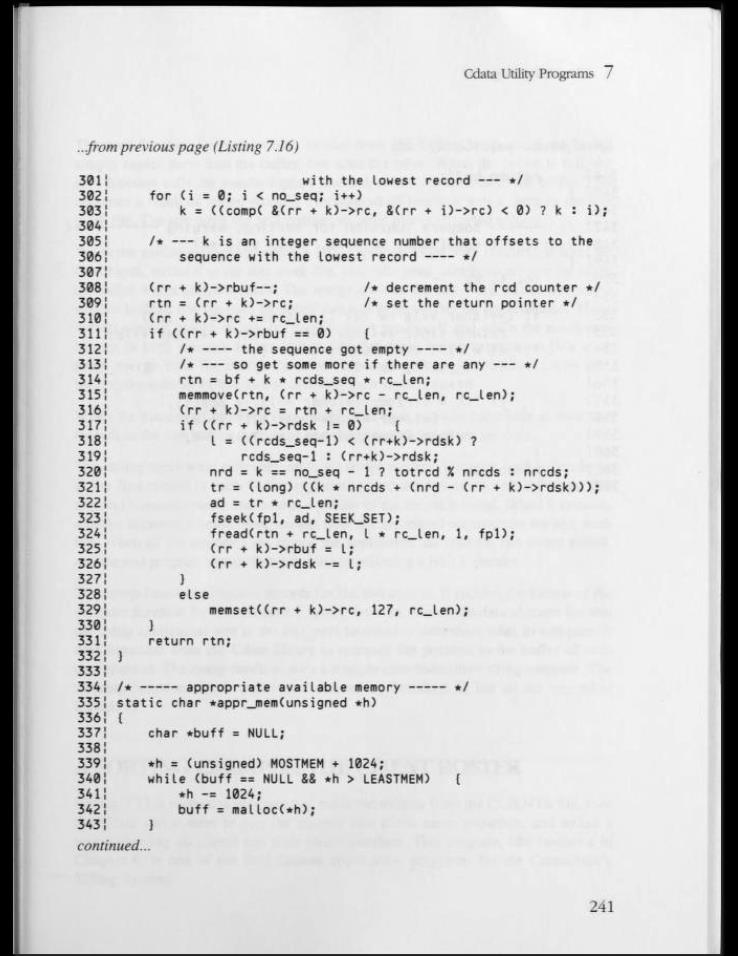 Cdata Utility Programs 7
...from previous page (Listing 7.16)
301¦                         with the lowest record --- */
302¦     for (i = 0; i < no_seq; i++)
303¦         k = ((comp( &(rr + k)->rc, &(rr + i)->rc) < 0) ? k : i);
304¦
305¦     /* --- k is an integer sequence number that offsets to the
306¦         sequence with the lowest record ---- */
307¦
308¦     (rr + k)->rbuf--;          /* decrement the rcd counter */
309¦     rtn = (rr + k)->rc;        /* set the return pointer */
310¦     (rr + k)->rc += rc_len;
311¦     if ((rr + k)->rbuf == 0)    {
312¦         /* ---- the sequence got empty ---- */
313¦         /* --- so get some more if there are any --- */
314¦         rtn = bf + k * rcds_seq * rc_len;
315¦         memmove(rtn, (rr + k)->rc - rc_len, rc_len);
316¦         (rr + k)->rc = rtn + rc_len;
317¦         if ((rr + k)->rdsk != 0)    {
318¦             l = ((rcds_seq-1) < (rr+k)->rdsk) ?
319¦                 rcds_seq-1 : (rr+k)->rdsk;
320¦             nrd = k == no_seq - 1 ? totrcd % nrcds : nrcds;
321¦             tr = (long) ((k * nrcds + (nrd - (rr + k)->rdsk)));
322¦             ad = tr * rc_len;
323¦             fseek(fp1, ad, SEEK_SET);
324¦             fread(rtn + rc_len, l * rc_len, 1, fp1);
325¦             (rr + k)->rbuf = l;
326¦             (rr + k)->rdsk -= l;
327¦         }
328¦         else
329¦             memset((rr + k)->rc, 127, rc_len);
330¦     }
331¦     return rtn;
332¦ }
333¦
334¦ /* ----- appropriate available memory ----- */
335¦ static char *appr_mem(unsigned *h)
336¦ {
337¦     char *buff = NULL;
338¦
339¦     *h = (unsigned) MOSTMEM + 1024;
340¦     while (buff == NULL && *h > LEASTMEM)    {
341¦         *h -= 1024;
342¦         buff = malloc(*h);
343¦     }
continued...
241